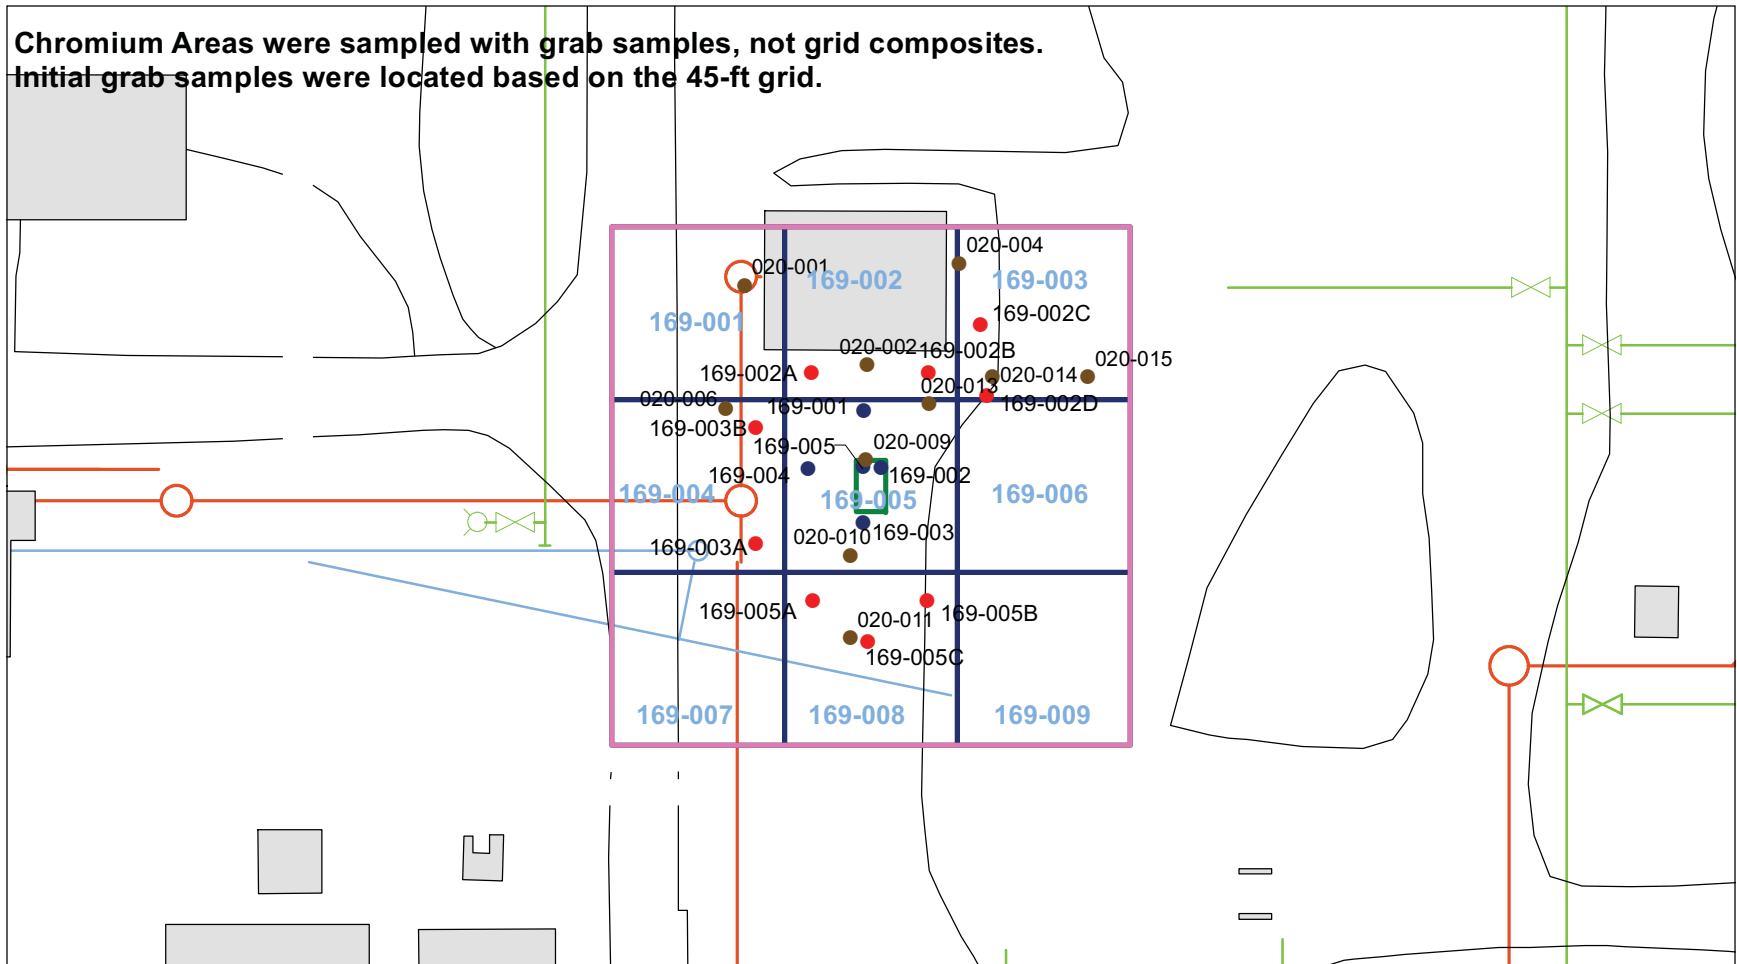 Chromium Areas were sampled with grab samples, not grid composites.
Initial grab samples were located based on the 45-ft grid.
020-004
020-001
169-002
169-003
169-002C
169-001
020-002
169-002B
020-015
169-002A
020-014
020-013
020-006
169-001
169-002D
169-003B
169-005
020-009
169-004
169-002
169-004
169-005
169-006
020-010
169-003
169-003A
169-005A
020-011
169-005B
169-005C
169-007
169-008
169-009